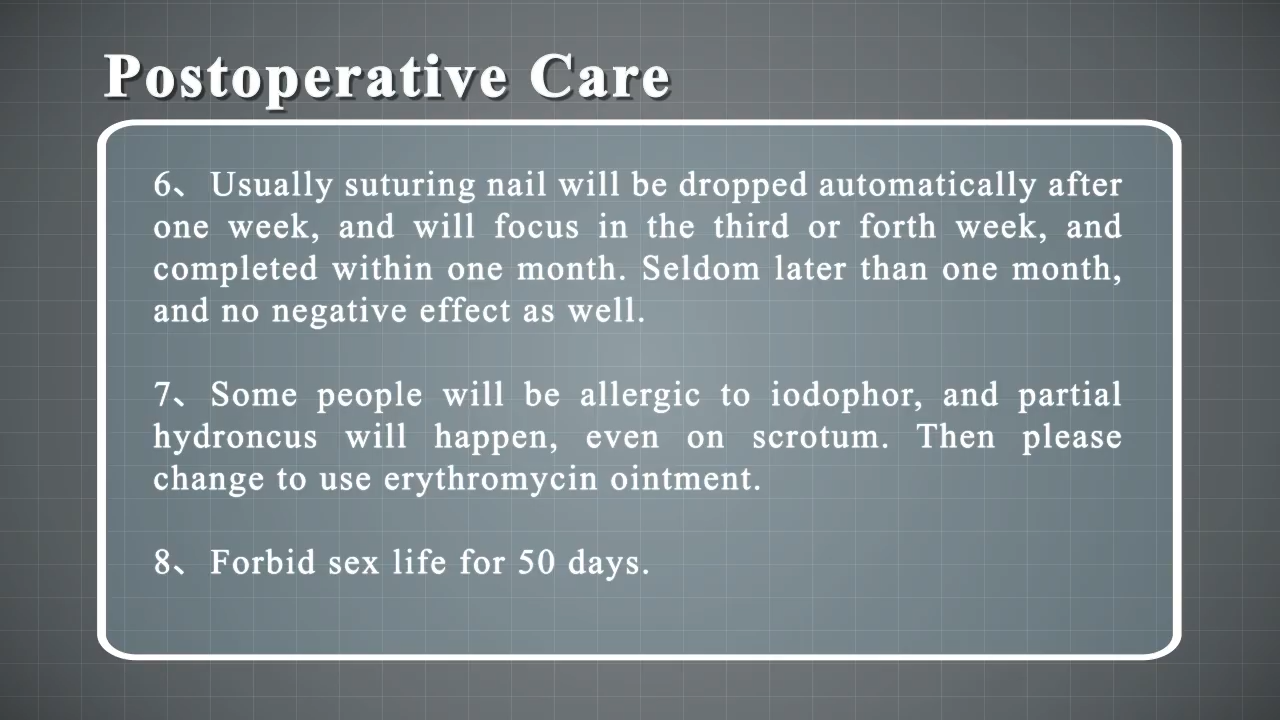 Postoperative Care
6、 Usually suturing nail will be dropped automatically after
one week, and will focus in the third or forth week, and
completed within one month. Seldom later than one month,
and no negative effect as well.
7、 Some people will be allergic to iodophor, and partial
hydroncus will happen, even on scrotum. Then please
change to use erythromycin ointment.
8、 Forbid sex life for 50 days.